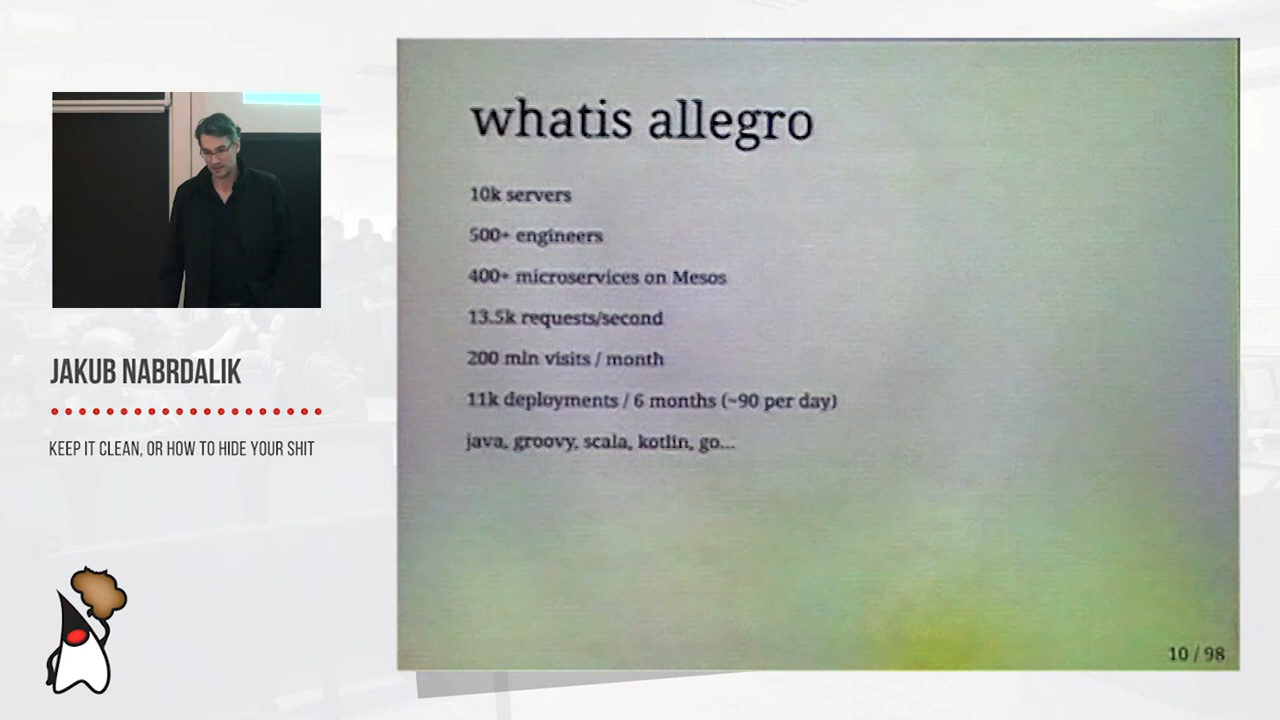 JAKUB NABRDALIK
KEEP IT CLEAN, OR HOW TO HIDE YOUR SHIT
whatis allegro
10k servers
500+ engineers
400+ microservices on Mesos
13.5k requests/second
200 mln visits / month
11k deployments / 6 months (~90 per day)
java, groovy, scala, kotlin, go...
10 / 98